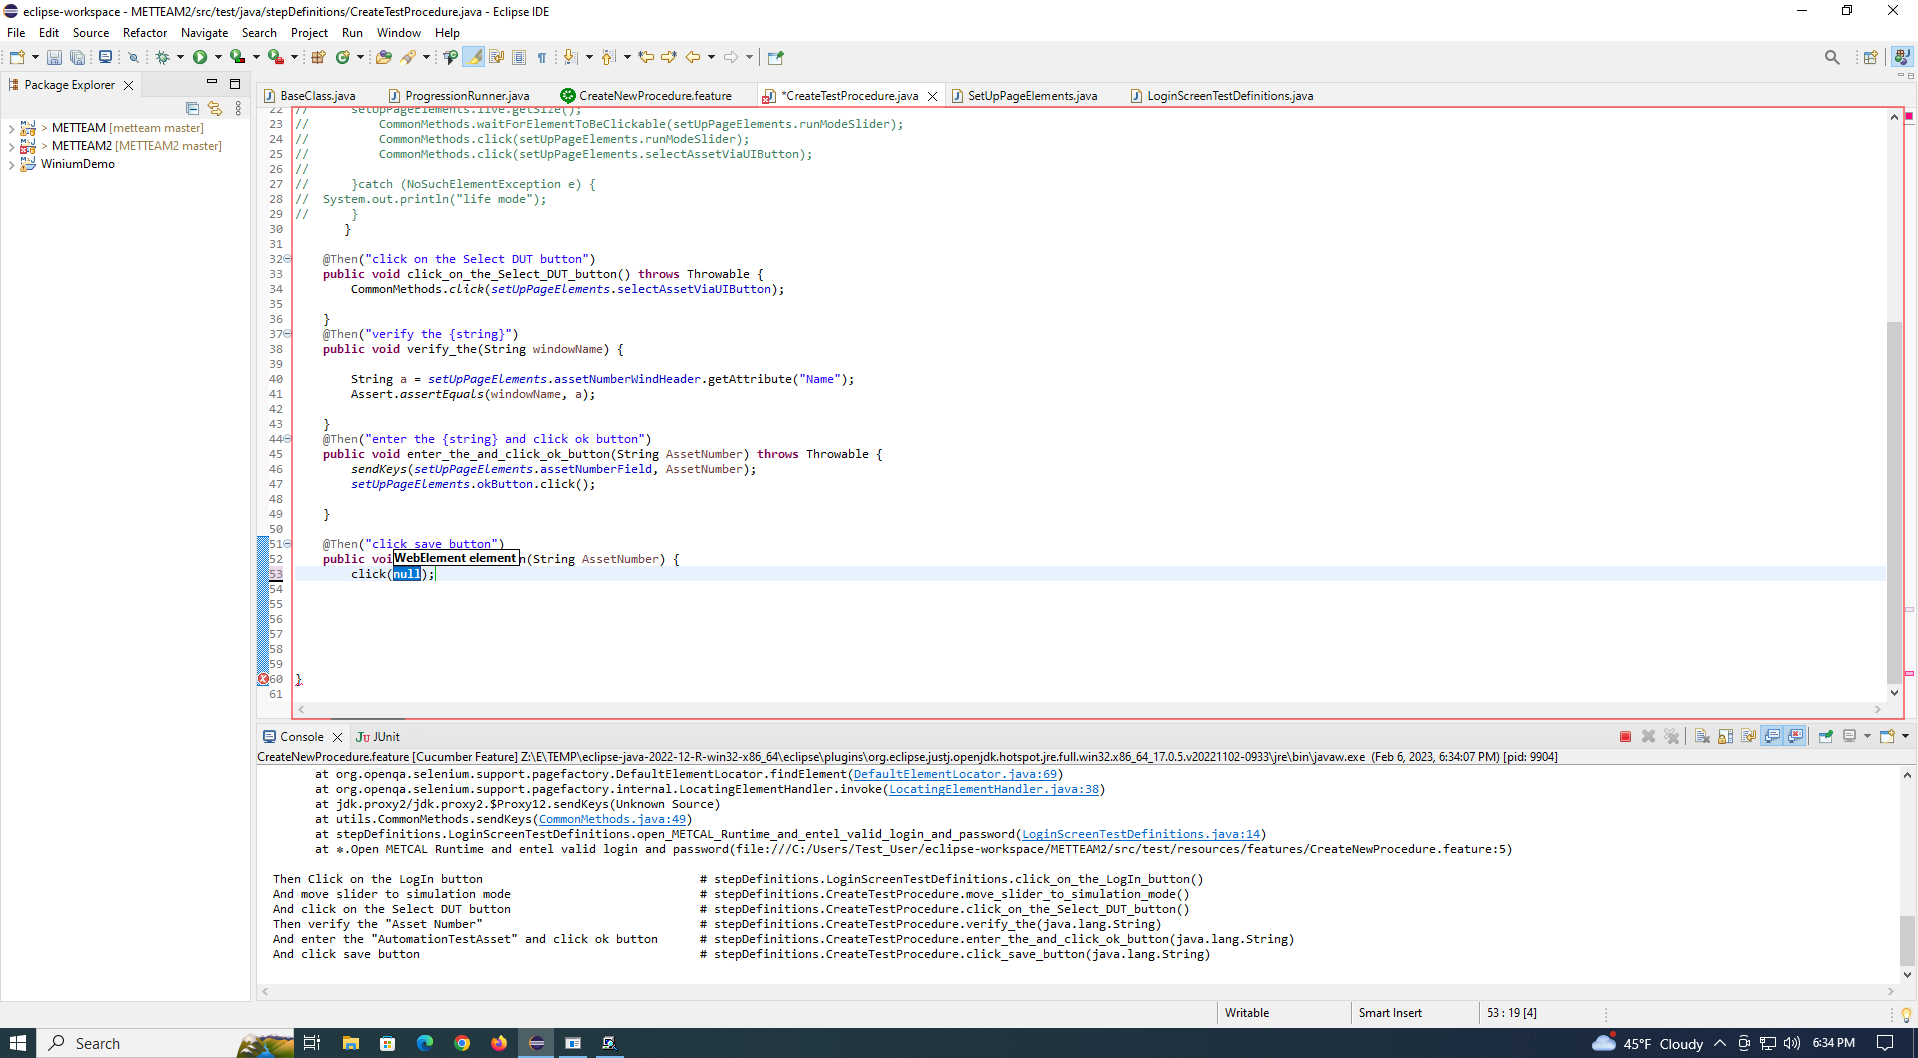 eclipse-workspace - METTEAM2/src/test/java/stepDefinitions/CreateTestProcedure.java - Eclipse IDE
File Edit Source Refactor Navigate Search Project Run Window Help
Package Explorer
BaseClass.java ProgressionRunner.java CreateNewProcedure.feature *CreateTestProcedure.java SetUpPageElements.java LoginScreenTestDefinitions.java
> METTEAM [metteam master]
> METTEAM2 [METTEAM2 master]
WiniumDemo
22 // setUpPageElements.live.getSize();
23 // CommonMethods.waitForElementToBeClickable(setUpPageElements.runModeSlider);
24 // CommonMethods.click(setUpPageElements.runModeSlider);
25 // CommonMethods.click(setUpPageElements.selectAssetViaUIButton);
26 //
27 // }catch (NoSuchElementException e) {
28 // System.out.println("life mode");
29 // }
30 }
31
32 @Then("click on the Select DUT button")
33 public void click_on_the_Select_DUT_button() throws Throwable {
34 CommonMethods.click(setUpPageElements.selectAssetViaUIButton);
35
36 }
37 @Then("verify the {string}")
38 public void verify_the(String windowName) {
39
40 String a = setUpPageElements.assetNumberWindHeader.getAttribute("Name");
41 Assert.assertEquals(windowName, a);
42
43 }
44 @Then("enter the {string} and click ok button")
45 public void enter_the_and_click_ok_button(String AssetNumber) throws Throwable {
46 sendKeys(setUpPageElements.assetNumberField, AssetNumber);
47 setUpPageElements.okButton.click();
48
49 }
50
51 @Then("click save button")
52 public voi WebElement element n(String AssetNumber) {
53 click(null);
54
55
56
57
58
59
60 }
61
Console Ju JUnit
CreateNewProcedure.feature [Cucumber Feature] Z:\E\TEMP\eclipse-java-2022-12-R-win32-x86_64\eclipse\plugins\org.eclipse.justj.openjdk.hotspot.jre.full.win32.x86_64_17.0.5.v20221102-0933\jre\bin\javaw.exe (Feb 6, 2023, 6:34:07 PM) [pid: 9904]
at org.openqa.selenium.support.pagefactory.DefaultElementLocator.findElement(DefaultElementLocator.java:69)
at org.openqa.selenium.support.pagefactory.internal.LocatingElementHandler.invoke(LocatingElementHandler.java:38)
at jdk.proxy2/jdk.proxy2.$Proxy12.sendKeys(Unknown Source)
at utils.CommonMethods.sendKeys(CommonMethods.java:49)
at stepDefinitions.LoginScreenTestDefinitions.open_METCAL_Runtime_and_entel_valid_login_and_password(LoginScreenTestDefinitions.java:14)
at ✽.Open METCAL Runtime and entel valid login and password(file:///C:/Users/Test_User/eclipse-workspace/METTEAM2/src/test/resources/features/CreateNewProcedure.feature:5)
Then Click on the LogIn button # stepDefinitions.LoginScreenTestDefinitions.click_on_the_LogIn_button()
And move slider to simulation mode # stepDefinitions.CreateTestProcedure.move_slider_to_simulation_mode()
And click on the Select DUT button # stepDefinitions.CreateTestProcedure.click_on_the_Select_DUT_button()
Then verify the "Asset Number" # stepDefinitions.CreateTestProcedure.verify_the(java.lang.String)
And enter the "AutomationTestAsset" and click ok button # stepDefinitions.CreateTestProcedure.enter_the_and_click_ok_button(java.lang.String)
And click save button # stepDefinitions.CreateTestProcedure.click_save_button(java.lang.String)
Writable Smart Insert 53 : 19 [4]
Search 45°F Cloudy 6:34 PM